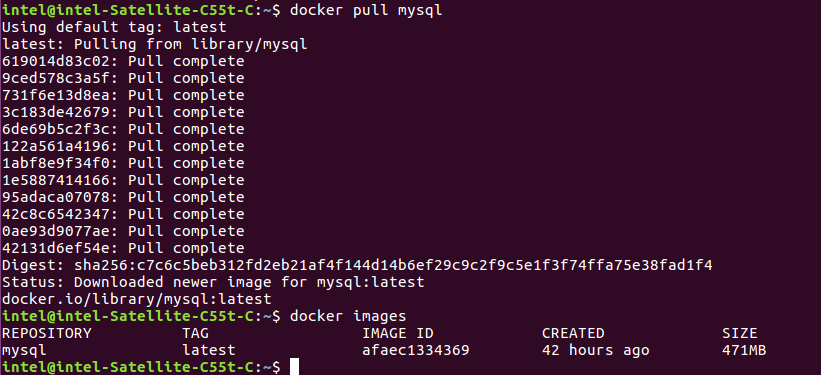 intel@intel-Satellite-C55t-C:~$ docker pull mysql
Using default tag: latest
latest: Pulling from library/mysql
619014d83c02: Pull complete
9ced578c3a5f: Pull complete
731f6e13d8ea: Pull complete
3c183de42679: Pull complete
6de69b5c2f3c: Pull complete
122a561a4196: Pull complete
1abf8e9f34f0: Pull complete
1e5887414166: Pull complete
95adaca07078: Pull complete
42c8c6542347: Pull complete
0ae93d9077ae: Pull complete
42131d6ef54e: Pull complete
Digest: sha256:c7c6c5beb312fd2eb21af4f144d14b6ef29c9c2f9c5e1f3f74ffa75e38fad1f4
Status: Downloaded newer image for mysql:latest
docker.io/library/mysql:latest
intel@intel-Satellite-C55t-C:~$ docker images
REPOSITORY TAG IMAGE ID CREATED SIZE
mysql latest afaec1334369 42 hours ago 471MB
intel@intel-Satellite-C55t-C:~$